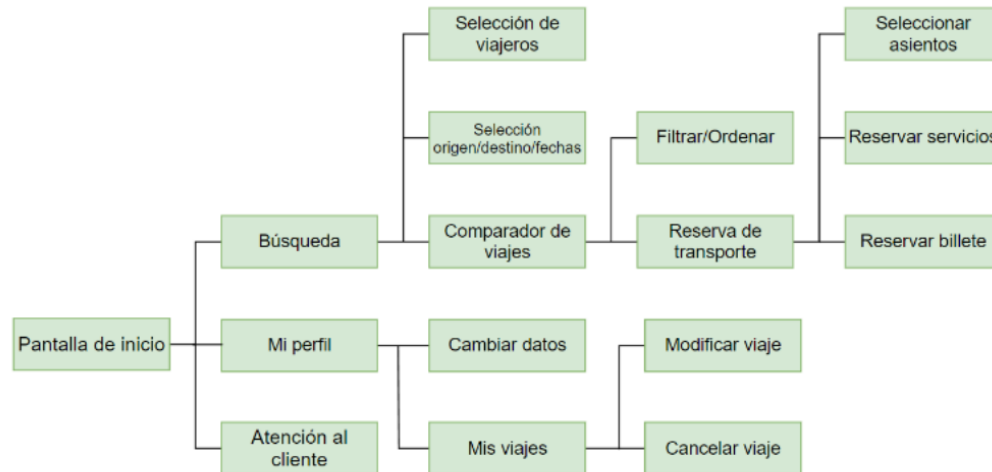 Selección de
viajeros
Seleccionar
asientos
Selección
origen/destino/fechas
Filtrar/Ordenar
Reservar servicios
Búsqueda
Comparador de
viajes
Reserva de
transporte
Reservar billete
Pantalla de inicio
Mi perfil
Cambiar datos
Modificar viaje
Atención al
cliente
Mis viajes
Cancelar viaje